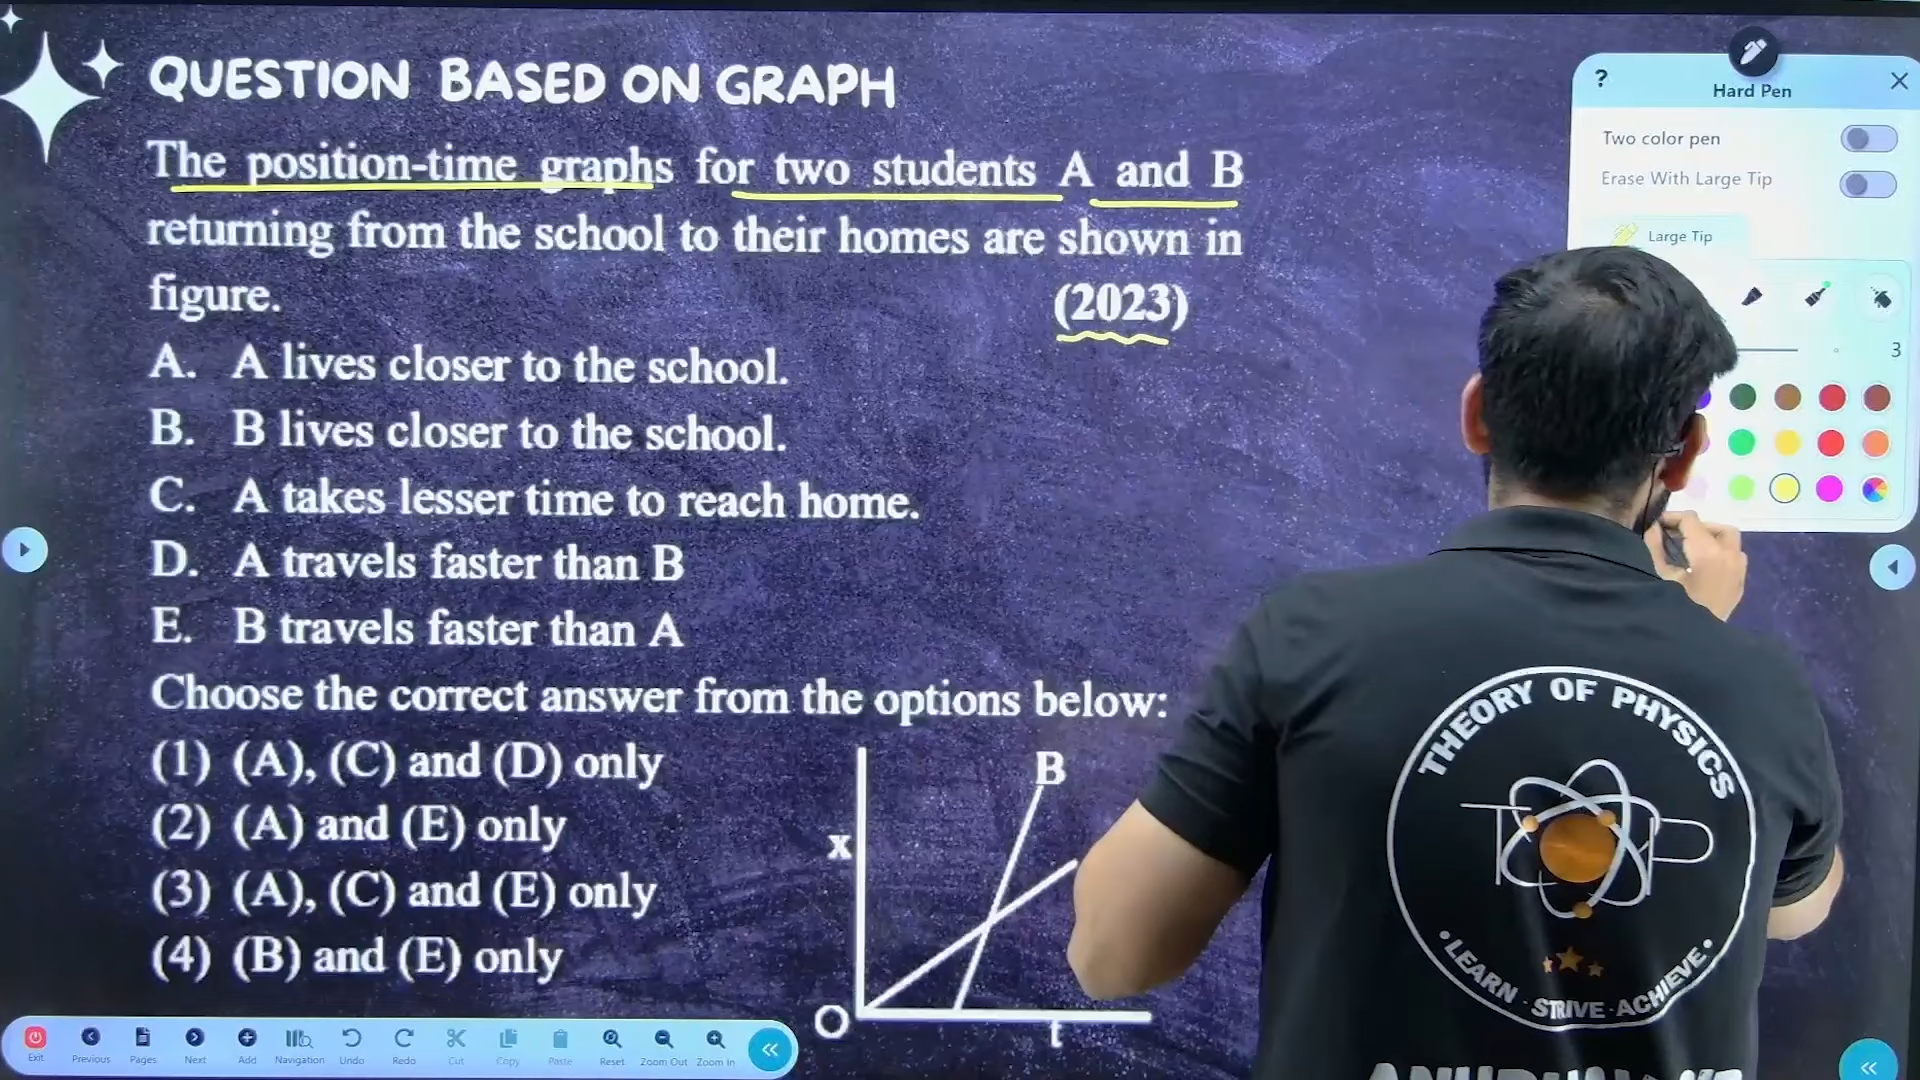 QUESTION BASED ON GRAPH
The position-time graphs for two students A and B
returning from the school to their homes are shown in
figure. (2023)
A. A lives closer to the school.
B. B lives closer to the school.
C. A takes lesser time to reach home.
D. A travels faster than B
E. B travels faster than A
Choose the correct answer from the options below:
(1) (A), (C) and (D) only
(2) (A) and (E) only
(3) (A), (C) and (E) only
(4) (B) and (E) only
B
x
O
t
?
Hard Pen
Two color pen
Erase With Large Tip
Large Tip
3
THEORY OF PHYSICS
LEARN · STRIVE · ACHIEVE
Exit
Previous
Pages
Next
Add
Navigation
Undo
Redo
Cut
Copy
Paste
Reset
Zoom Out
Zoom In